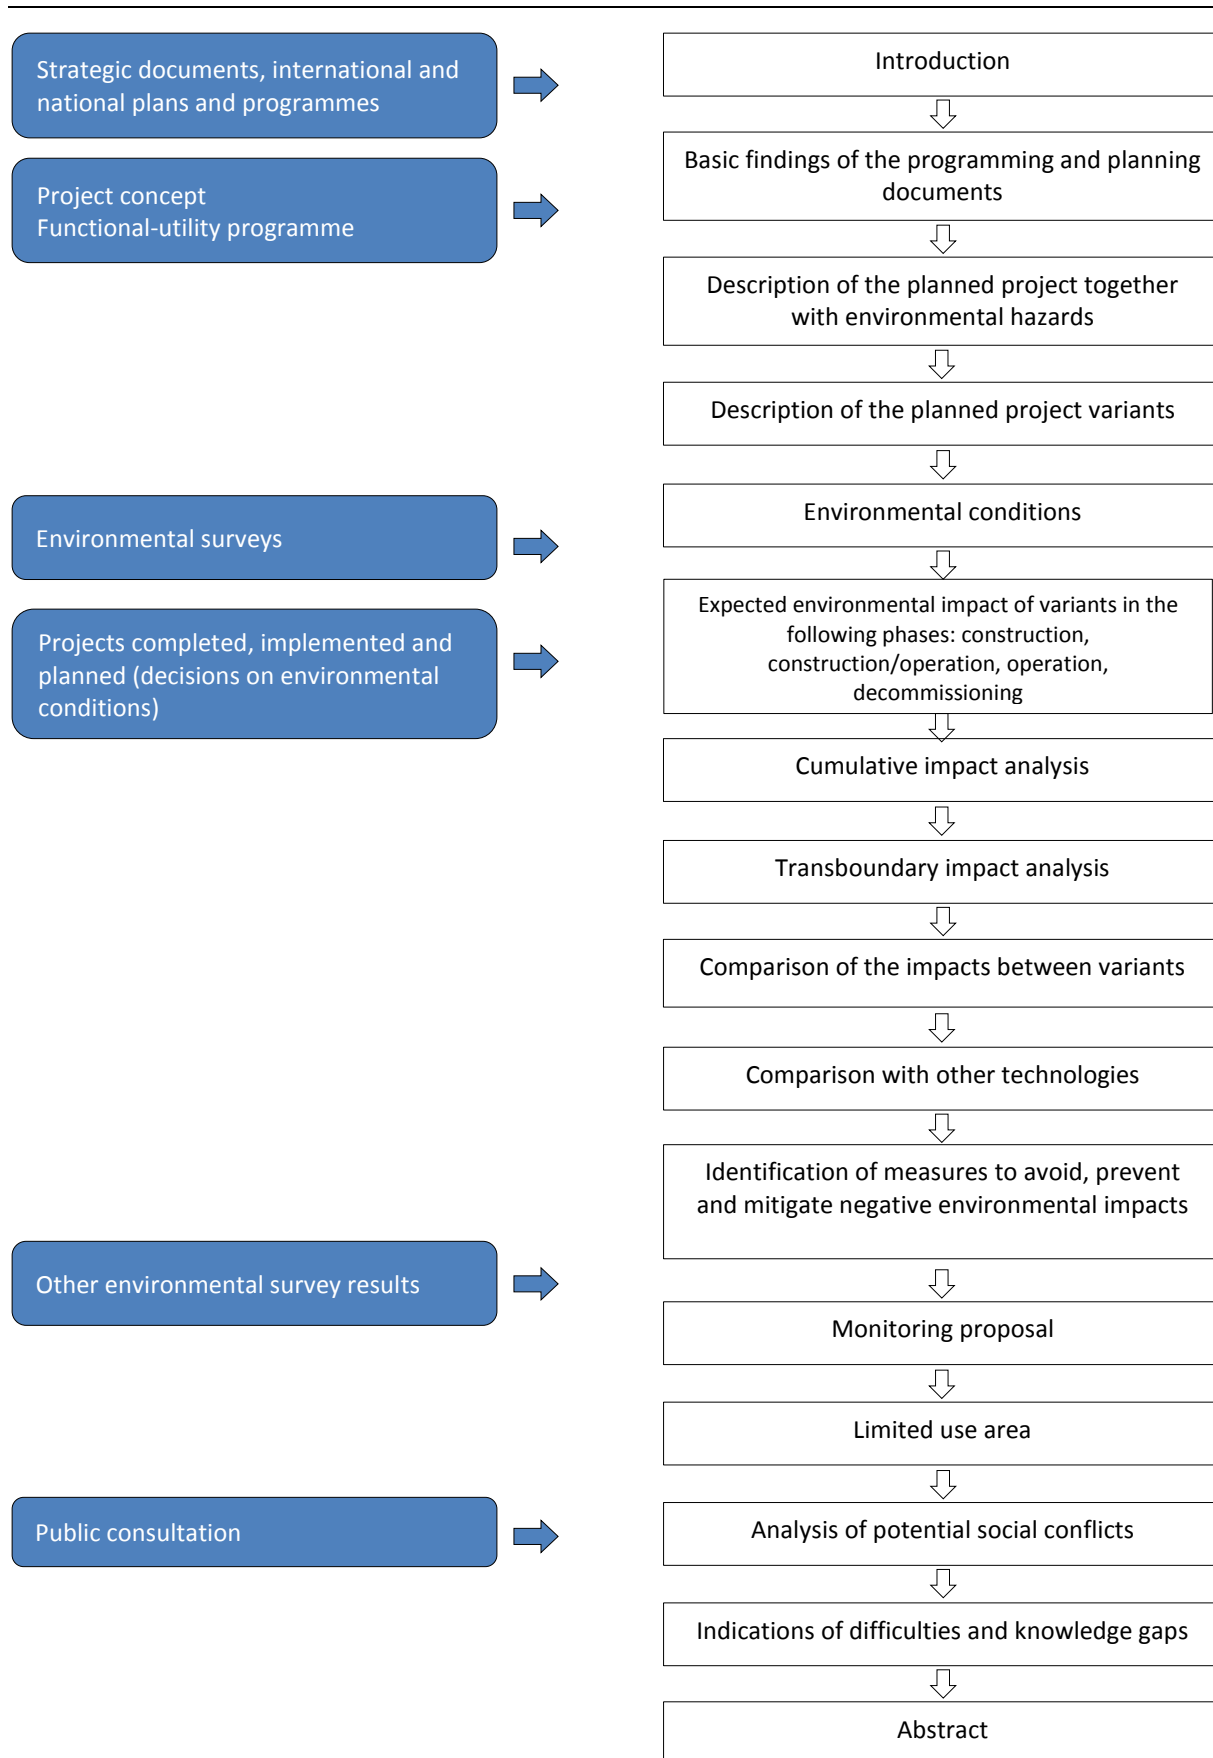 Strategic documents, international and
national plans and programmes
Project concept
Functional-utility programme
Environmental surveys
Projects completed, implemented and
planned (decisions on environmental
conditions)
Other environmental survey results
Public consultation
Introduction
Basic findings of the programming and planning
documents
Description of the planned project together
with environmental hazards
Description of the planned project variants
Environmental conditions
Expected environmental impact of variants in the
following phases: construction,
construction/operation, operation,
decommissioning
Cumulative impact analysis
Transboundary impact analysis
Comparison of the impacts between variants
Comparison with other technologies
Identification of measures to avoid, prevent
and mitigate negative environmental impacts
Monitoring proposal
Limited use area
Analysis of potential social conflicts
Indications of difficulties and knowledge gaps
Abstract